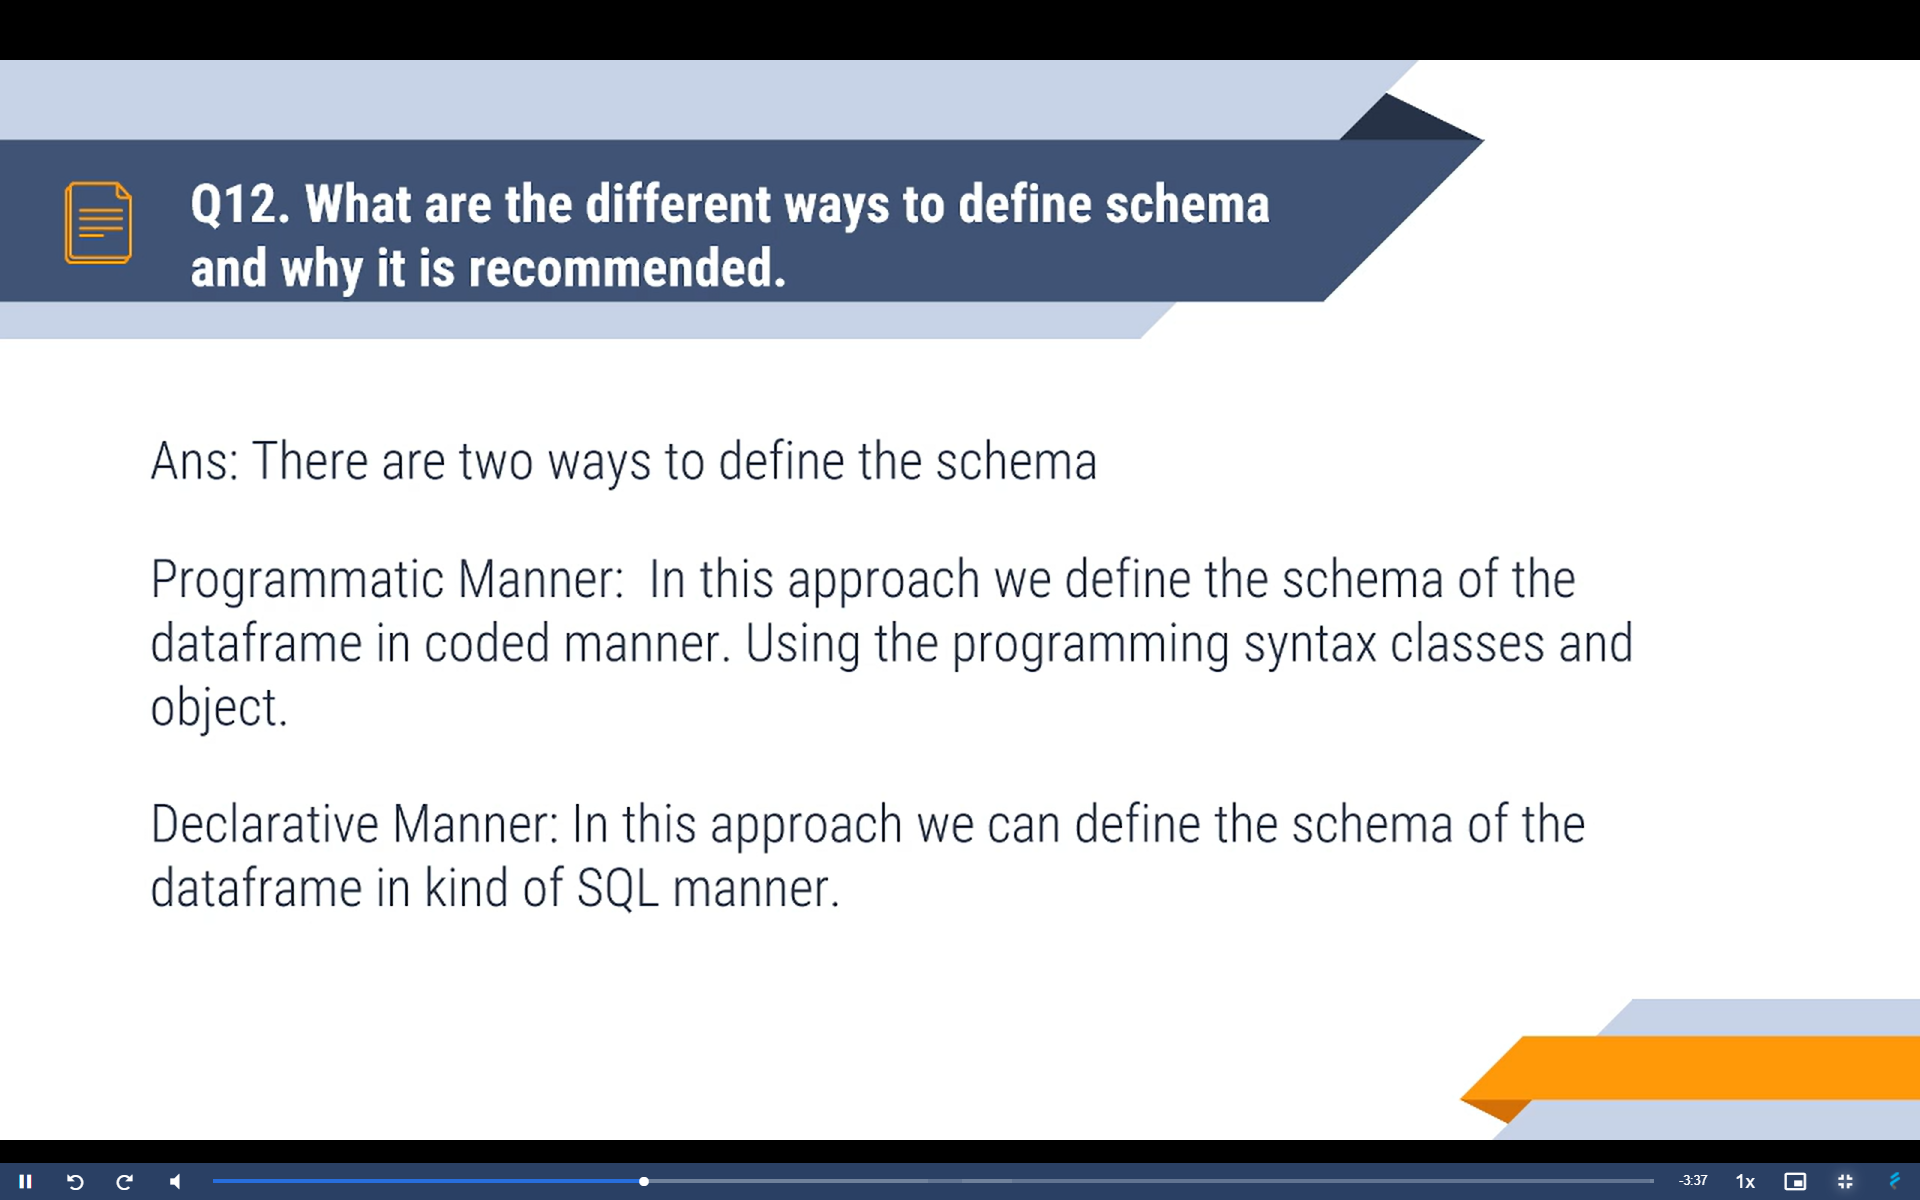 Q12. What are the different ways to define schema
and why it is recommended.
Ans: There are two ways to define the schema
Programmatic Manner:  In this approach we define the schema of the
dataframe in coded manner. Using the programming syntax classes and
object.
Declarative Manner: In this approach we can define the schema of the
dataframe in kind of SQL manner.
-3:37 1x